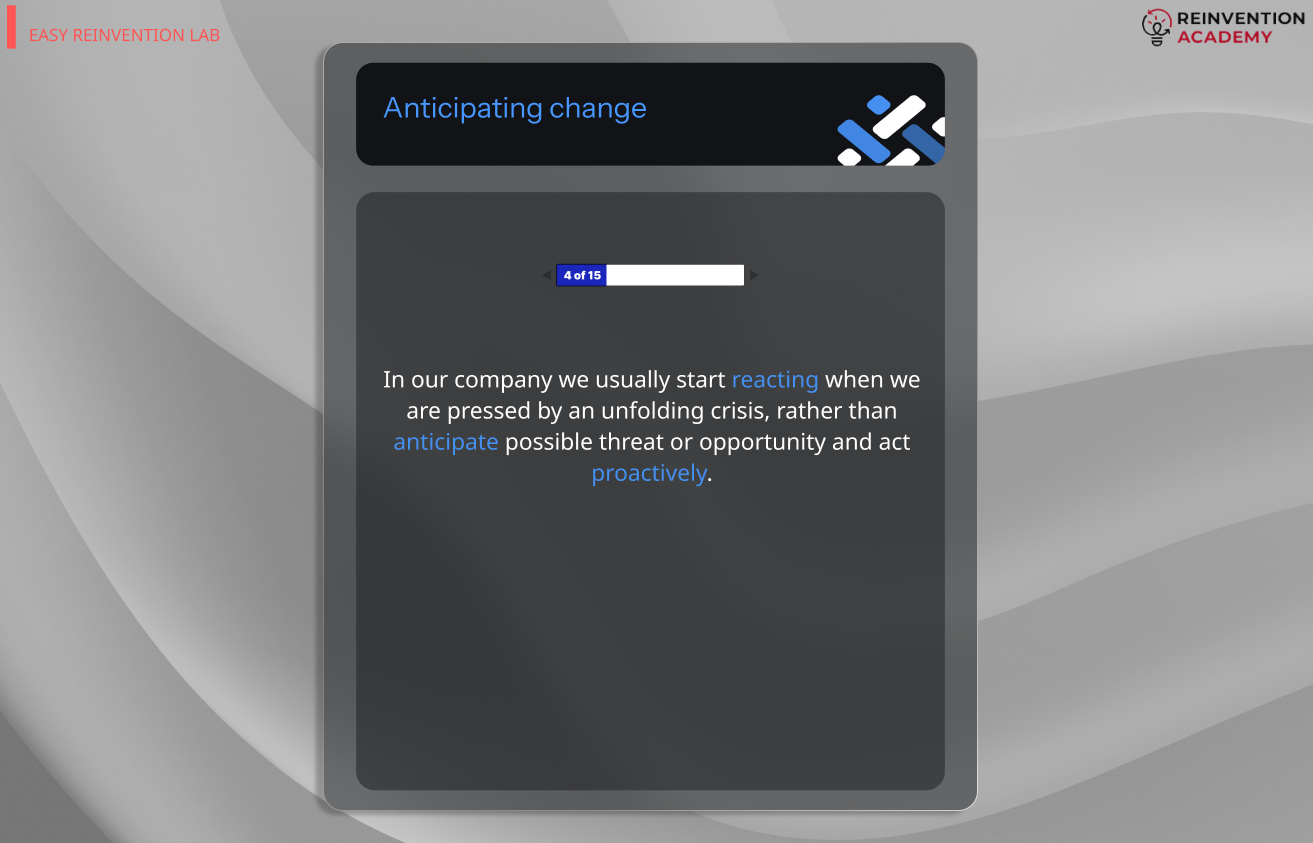 EASY REINVENTION LAB
REINVENTION
ACADEMY
Anticipating change
4 of 15
In our company we usually start reacting when we
are pressed by an unfolding crisis, rather than
anticipate possible threat or opportunity and act
proactively.